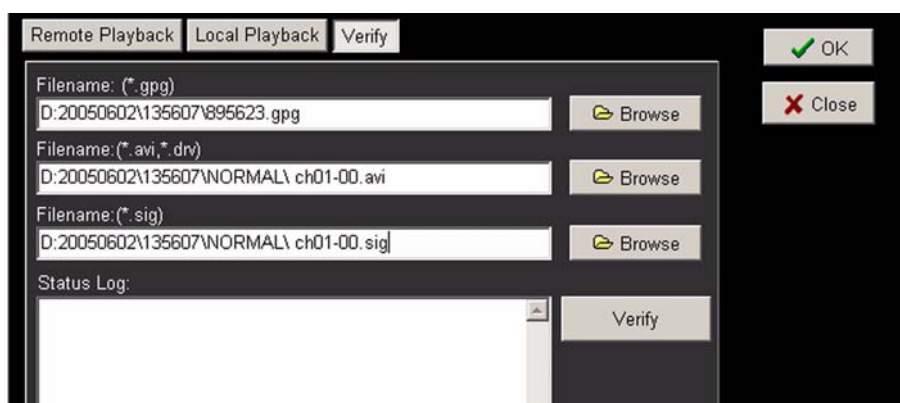 Remote Playback Local Playback Verify
OK
Filename: (*.gpg)
D:20050602\135607\895623.gpg Browse
Close
Filename:(*.avi,*.drv)
D:20050602\135607\NORMAL\ ch01-00.avi Browse
Filename:(*.sig)
D:20050602\135607\NORMAL\ ch01-00.sig Browse
Status Log:
Verify